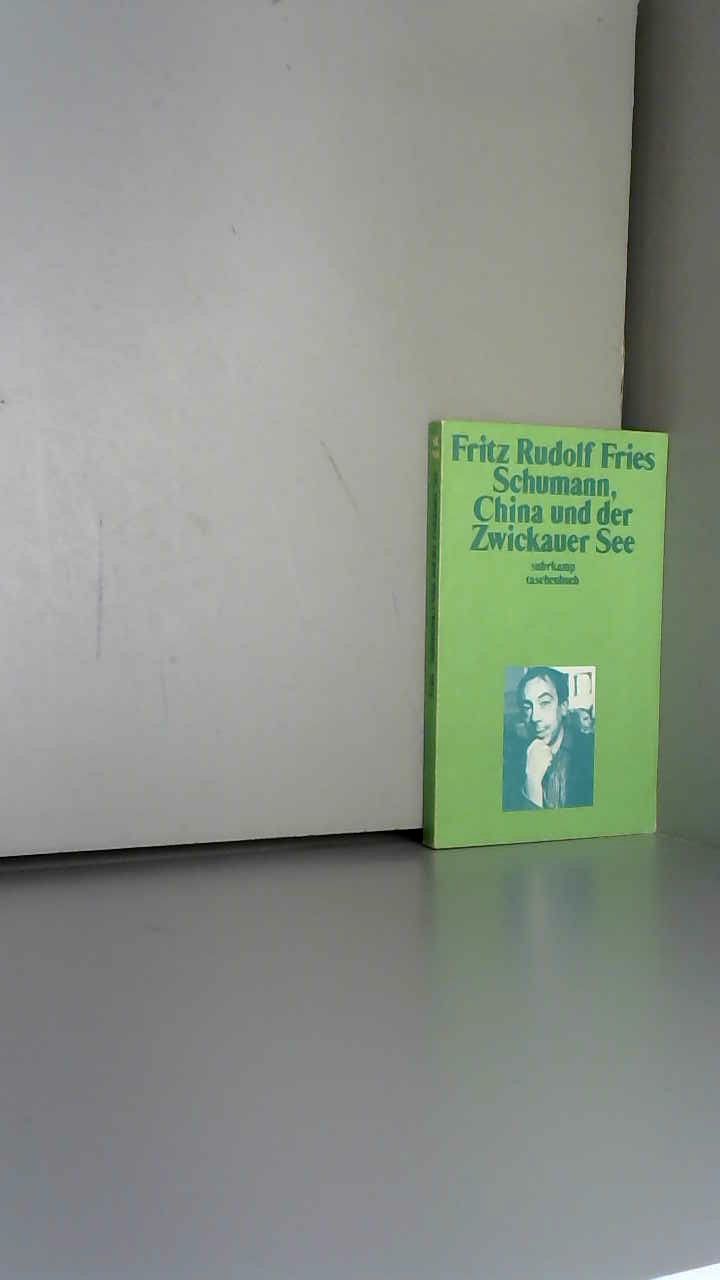 Fritz Rudolf Fries
Schumann,
China und der
Zwickauer See
suhrkamp
taschenbuch